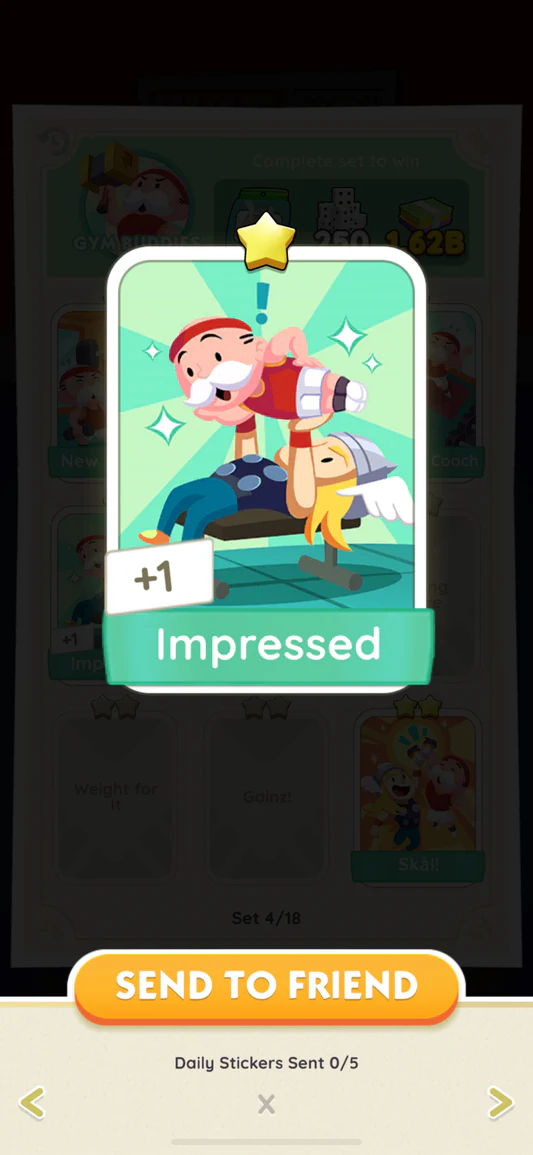 Complete set to win
GYM BUDDIES
250
1.62B
New
Coach
!
+1
Impressed
+1
Imp
Weight for
it
Gains!
Skål!
Set 4/18
SEND TO FRIEND
Daily Stickers Sent 0/5
X